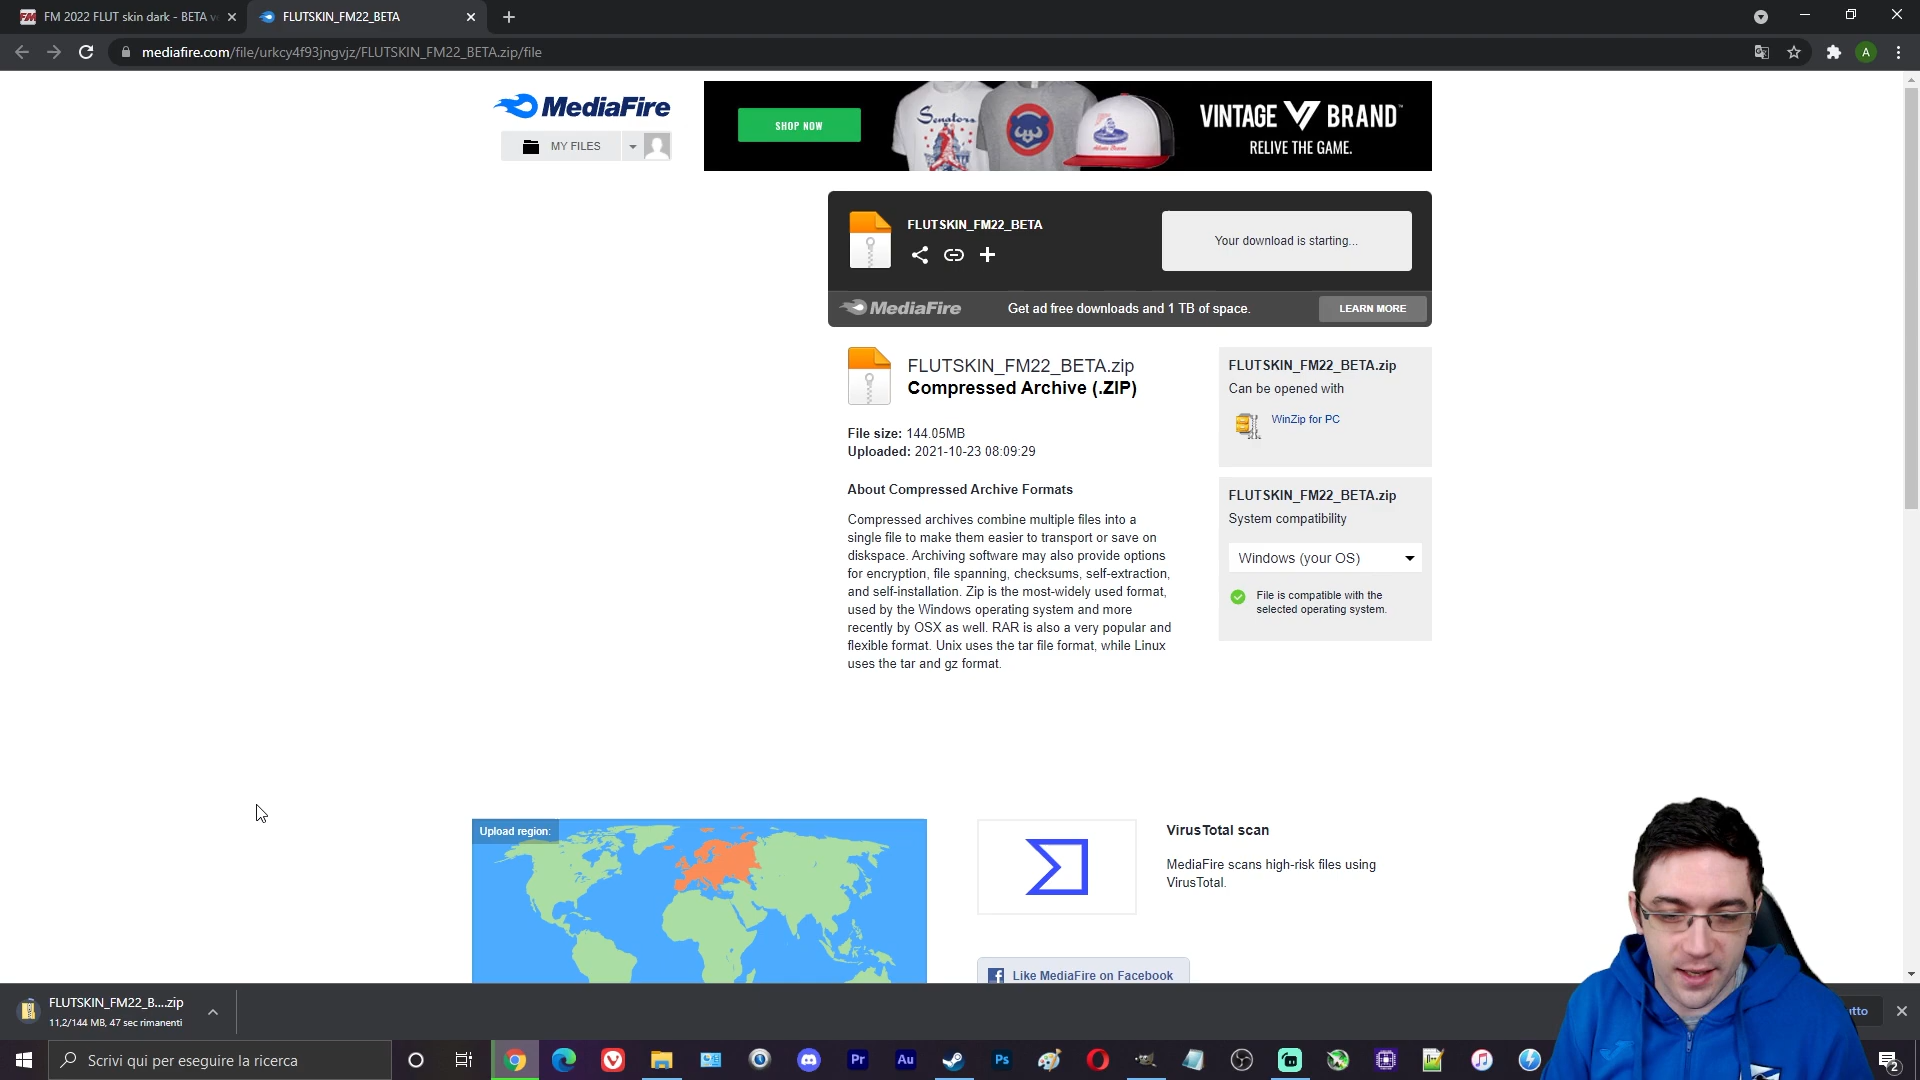 FM 2022 FLUT skin dark - BETA v
FLUTSKIN_FM22_BETA
mediafire.com/file/urkcy4f93jngvjz/FLUTSKIN_FM22_BETA.zip/file
A
MediaFire
MY FILES
SHOP NOW
Senators
VINTAGE V BRAND™
RELIVE THE GAME.
FLUTSKIN_FM22_BETA
Your download is starting...
MediaFire
Get ad free downloads and 1 TB of space.
LEARN MORE
FLUTSKIN_FM22_BETA.zip
Compressed Archive (.ZIP)
File size: 144.05MB
Uploaded: 2021-10-23 08:09:29
About Compressed Archive Formats
Compressed archives combine multiple files into a
single file to make them easier to transport or save on
diskspace. Archiving software may also provide options
for encryption, file spanning, checksums, self-extraction,
and self-installation. Zip is the most-widely used format,
used by the Windows operating system and more
recently by OSX as well. RAR is also a very popular and
flexible format. Unix uses the tar file format, while Linux
uses the tar and gz format.
FLUTSKIN_FM22_BETA.zip
Can be opened with
WinZip for PC
FLUTSKIN_FM22_BETA.zip
System compatibility
Windows (your OS)
File is compatible with the
selected operating system.
Upload region:
VirusTotal scan
MediaFire scans high-risk files using
VirusTotal.
Like MediaFire on Facebook
FLUTSKIN_FM22_B....zip
11,2/144 MB, 47 sec rimanenti
utto
Scrivi qui per eseguire la ricerca
Pr
Au
Ps
2